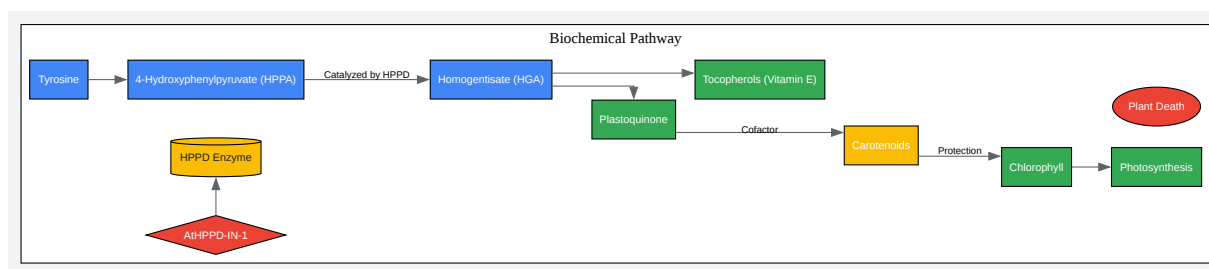 Biochemical Pathway
Tyrosine
4-Hydroxyphenylpyruvate (HPPA)
Catalyzed by HPPD
Homogentisate (HGA)
Tocopherols (Vitamin E)
Plastoquinone
Cofactor
Carotenoids
Protection
Chlorophyll
Photosynthesis
Plant Death
HPPD Enzyme
AtHPPD-IN-1